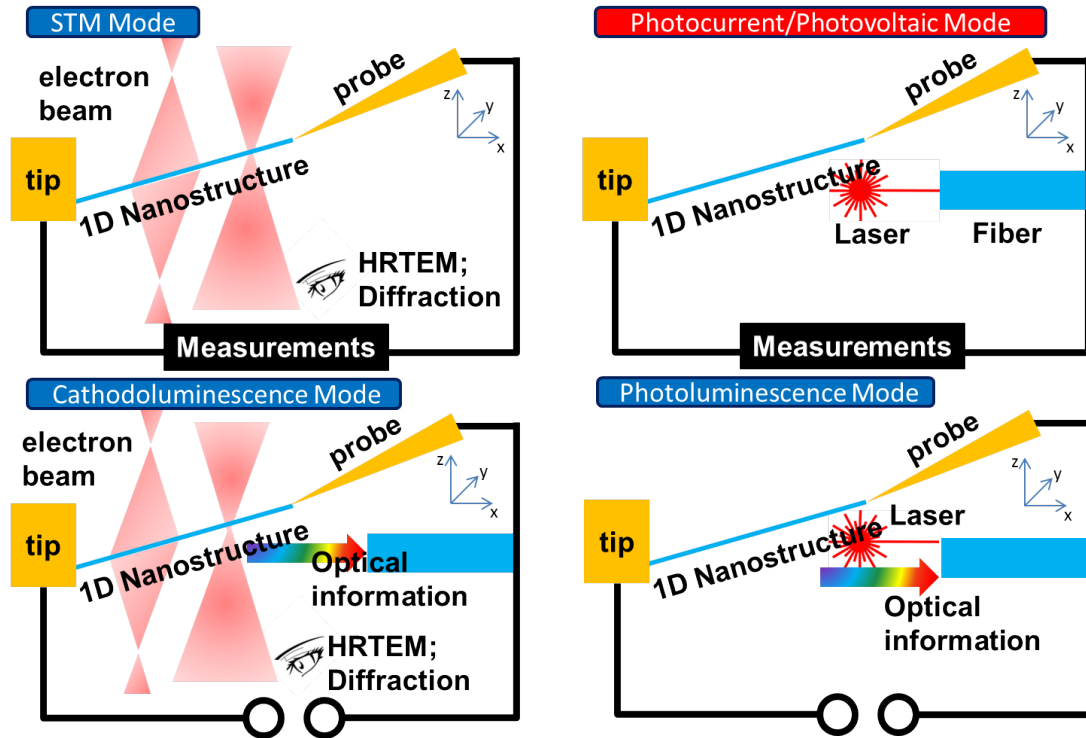 STM Mode
electron
beam
probe
z
y
x
tip
1D Nanostructure
HRTEM;
Diffraction
Measurements
Photocurrent/Photovoltaic Mode
probe
z
y
x
tip
1D Nanostructure
Laser
Fiber
Measurements
Cathodoluminescence Mode
electron
beam
probe
z
y
x
tip
1D Nanostructure
Optical
information
HRTEM;
Diffraction
Photoluminescence Mode
probe
z
y
x
tip
1D Nanostructure
Laser
Optical
information